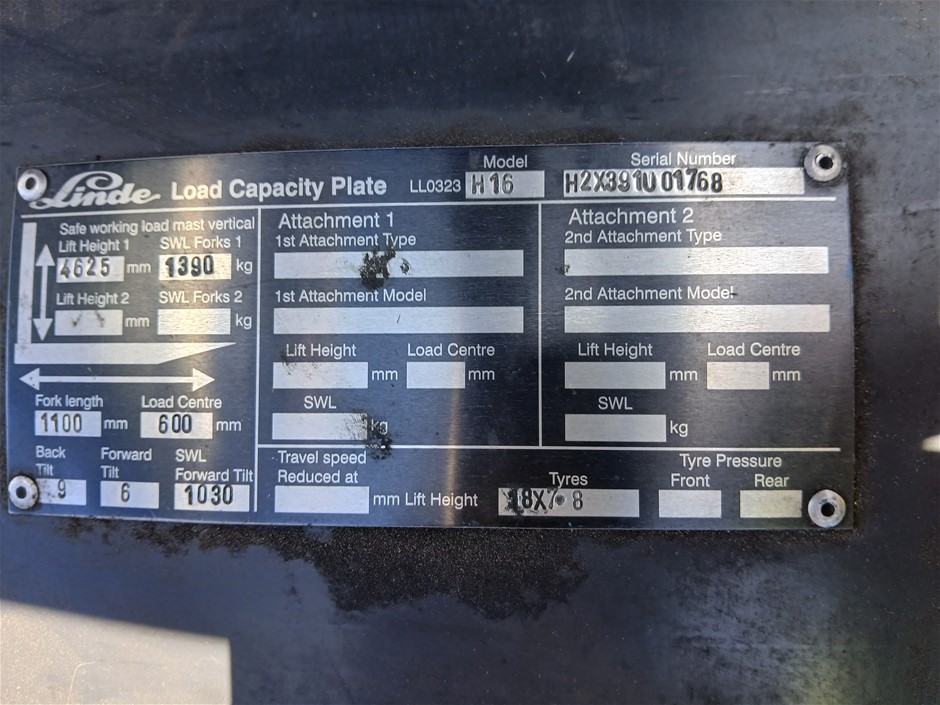 Linde Load Capacity Plate LL0323
Model
H16
Serial Number
H2X391U01768
Safe working load mast vertical
Lift Height 1 SWL Forks 1
4625 mm 1390 kg
Lift Height 2 SWL Forks 2
mm kg
Fork length Load Centre
1100 mm 600 mm
Back Tilt
9
Forward Tilt
6
SWL Forward Tilt
1030
Attachment 1
1st Attachment Type
1st Attachment Model
Lift Height Load Centre
mm mm
SWL
kg
Attachment 2
2nd Attachment Type
2nd Attachment Model
Lift Height Load Centre
mm mm
SWL
kg
Travel speed
Reduced at
mm Lift Height
Tyres
18X7-8
Tyre Pressure
Front Rear